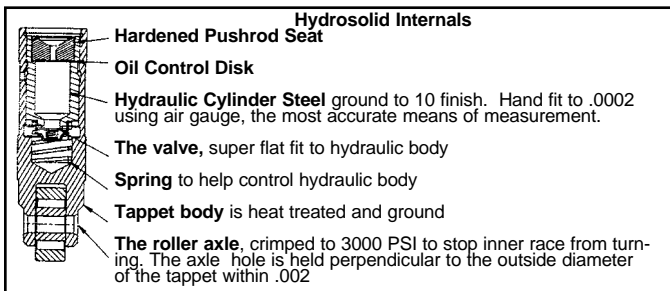 Hydrosolid Internals
Hardened Pushrod Seat
Oil Control Disk
Hydraulic Cylinder Steel ground to 10 finish.  Hand fit to .0002
using air gauge, the most accurate means of measurement.
The valve, super flat fit to hydraulic body
Spring to help control hydraulic body
Tappet body is heat treated and ground
The roller axle, crimped to 3000 PSI to stop inner race from turn-
ing. The axle  hole is held perpendicular to the outside diameter
of the tappet within .002